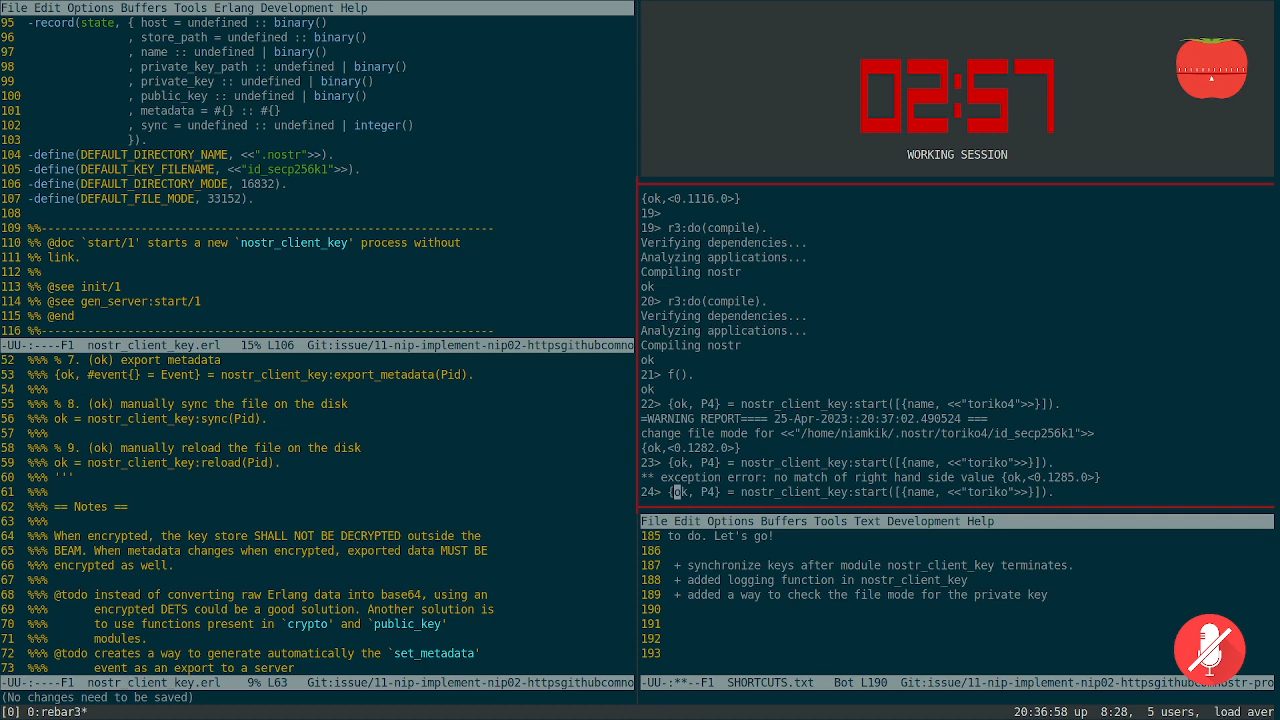 File Edit Options Buffers Tools Erlang Development Help
95  -record(state, { host = undefined :: binary()
96                 , store_path = undefined :: binary()
97                 , name :: undefined | binary()
98                 , private_key_path :: undefined | binary()
99                 , private_key :: undefined | binary()
100                , public_key :: undefined | binary()
101                , metadata = #{} :: #{}
102                , sync = undefined :: undefined | integer()
103                }).
104 -define(DEFAULT_DIRECTORY_NAME, <<".nostr">>).
105 -define(DEFAULT_KEY_FILENAME, <<"id_secp256k1">>).
106 -define(DEFAULT_DIRECTORY_MODE, 16832).
107 -define(DEFAULT_FILE_MODE, 33152).
108
109 %%--------------------------------------------------------------------
110 %% @doc `start/1' starts a new `nostr_client_key' process without
111 %% link.
112 %%
113 %% @see init/1
114 %% @see gen_server:start/1
115 %% @end
116 %%--------------------------------------------------------------------
-UU-:----F1  nostr_client_key.erl   15% L106  Git:issue/11-nip-implement-nip02-httpsgithubcomno
52  %%% % 7. (ok) export metadata
53  %%% {ok, #event{} = Event} = nostr_client_key:export_metadata(Pid).
54  %%%
55  %%% % 8. (ok) manually sync the file on the disk
56  %%% ok = nostr_client_key:sync(Pid).
57  %%%
58  %%% % 9. (ok) manually reload the file on the disk
59  %%% ok = nostr_client_key:reload(Pid).
60  %%% '''
61  %%%
62  %%% == Notes ==
63  %%%
64  %%% When encrypted, the key store SHALL NOT BE DECRYPTED outside the
65  %%% BEAM. When metadata changes when encrypted, exported data MUST BE
66  %%% encrypted as well.
67  %%%
68  %%% @todo instead of converting raw Erlang data into base64, using an
69  %%%       encrypted DETS could be a good solution. Another solution is
70  %%%       to use functions present in `crypto' and `public_key'
71  %%%       modules.
72  %%% @todo creates a way to generate automatically the `set_metadata'
73  %%%       event as an export to a server
-UU-:----F1  nostr_client_key.erl    9% L63   Git:issue/11-nip-implement-nip02-httpsgithubcomno
(No changes need to be saved)
02:57
WORKING SESSION
{ok,<0.1116.0>}
19>
19> r3:do(compile).
Verifying dependencies...
Analyzing applications...
Compiling nostr
ok
20> r3:do(compile).
Verifying dependencies...
Analyzing applications...
Compiling nostr
ok
21> f().
ok
22> {ok, P4} = nostr_client_key:start([{name, <<"toriko4">>}]).
=WARNING REPORT==== 25-Apr-2023::20:37:02.490524 ===
change file mode for <<"/home/niamkik/.nostr/toriko4/id_secp256k1">>
{ok,<0.1282.0>}
23> {ok, P4} = nostr_client_key:start([{name, <<"toriko">>}]).
** exception error: no match of right hand side value {ok,<0.1285.0>}
24> {ok, P4} = nostr_client_key:start([{name, <<"toriko">>}]).
File Edit Options Buffers Tools Text Development Help
185 to do. Let's go!
186
187  + synchronize keys after module nostr_client_key terminates.
188  + added logging function in nostr_client_key
189  + added a way to check the file mode for the private key
190
191
192
193
-UU-:**--F1  SHORTCUTS.txt   Bot L190  Git:issue/11-nip-implement-nip02-httpsgithubcomnostr-pro
[0] 0:rebar3*    20:36:58 up  8:28,  5 users,  load aver